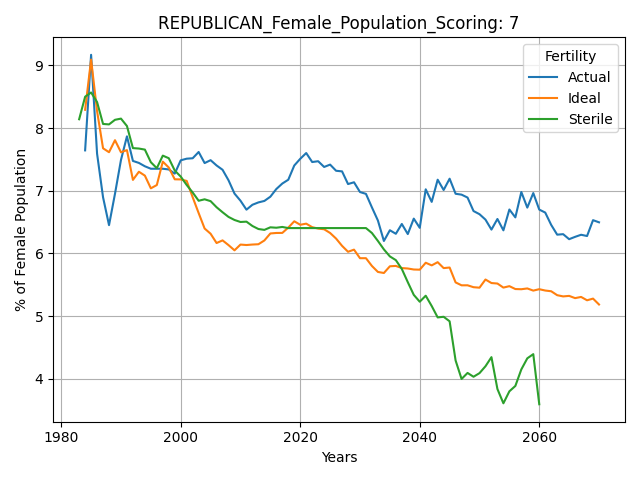 REPUBLICAN_Female_Population_Scoring: 7
Fertility
Actual
Ideal
Sterile
% of Female Population
9
8
7
6
5
4
1980 2000 2020 2040 2060
Years